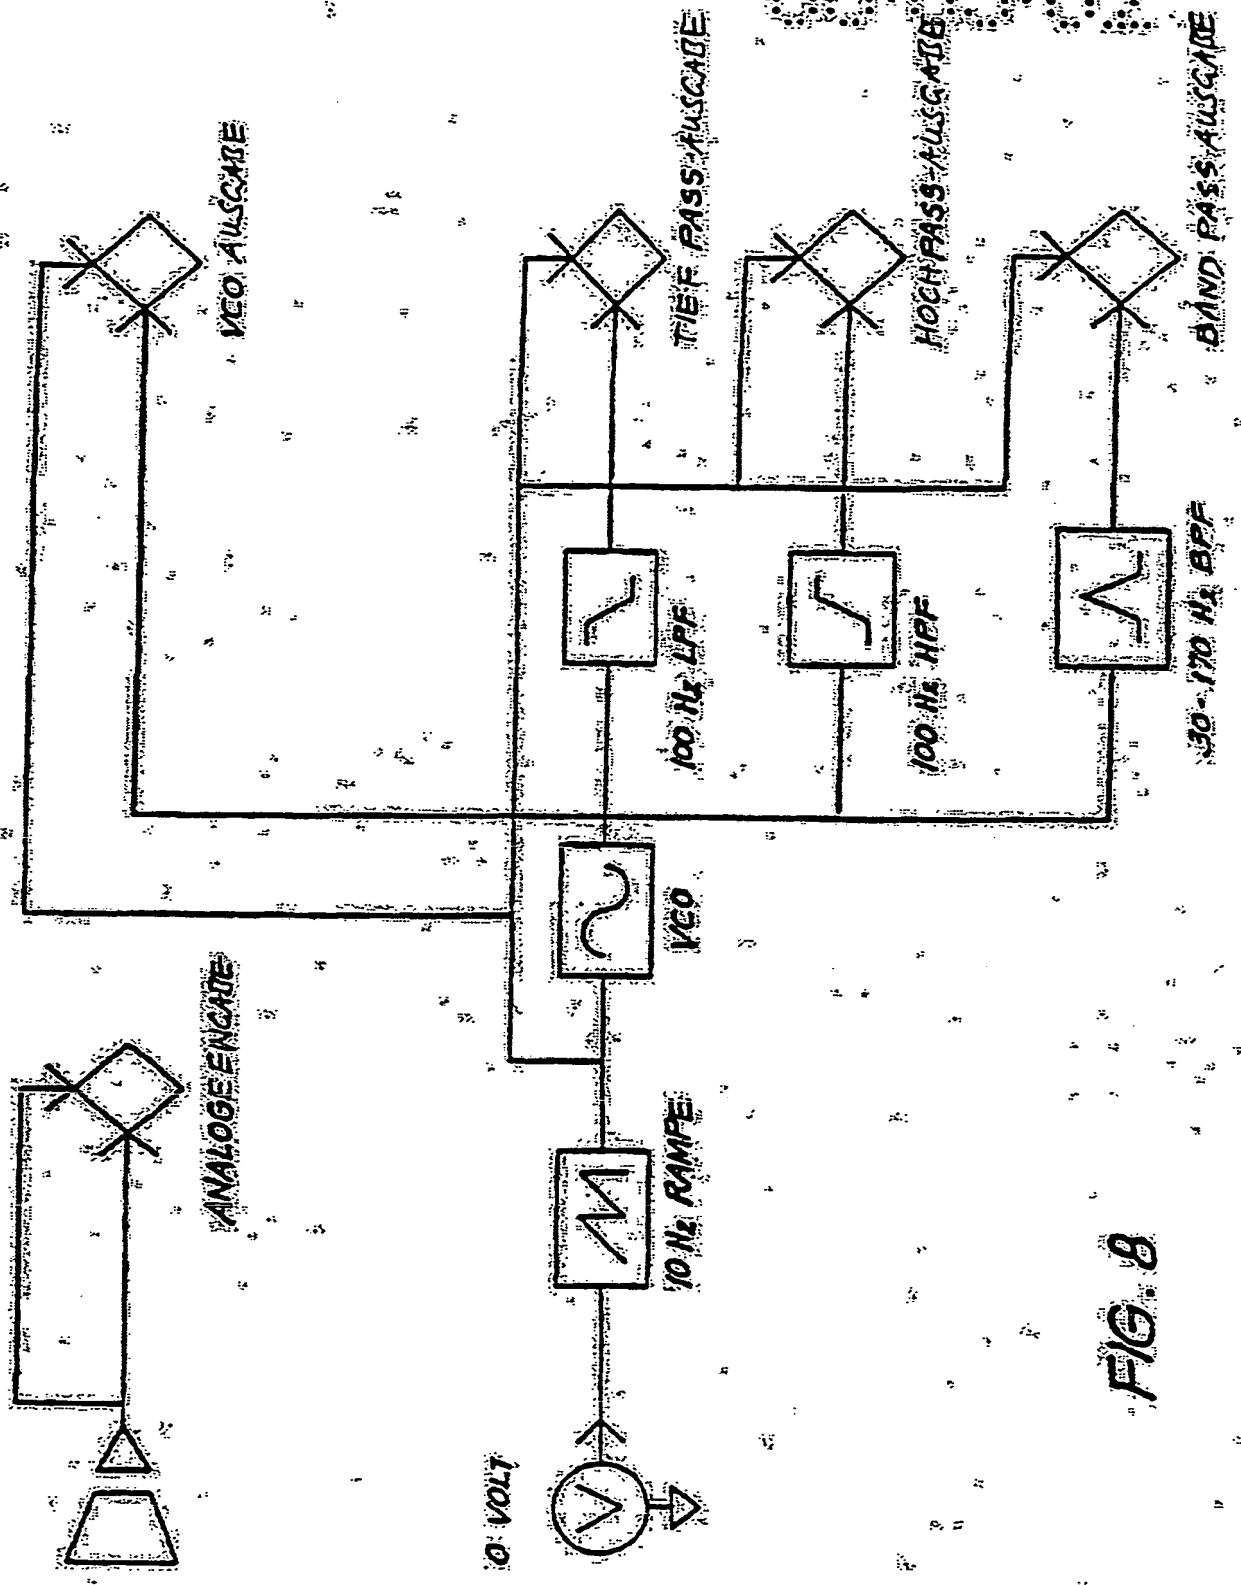 ANALOGEENGABE
VCO AUSGABE
0 VOLT
10 Hz RAMPE
VCO
100 Hz LPF
TIEF PASS-AUSGABE
100 Hz HPF
HOCH PASS-AUSGABE
30-170 Hz BPF
BAND PASS-AUSGABE
FIG. 8